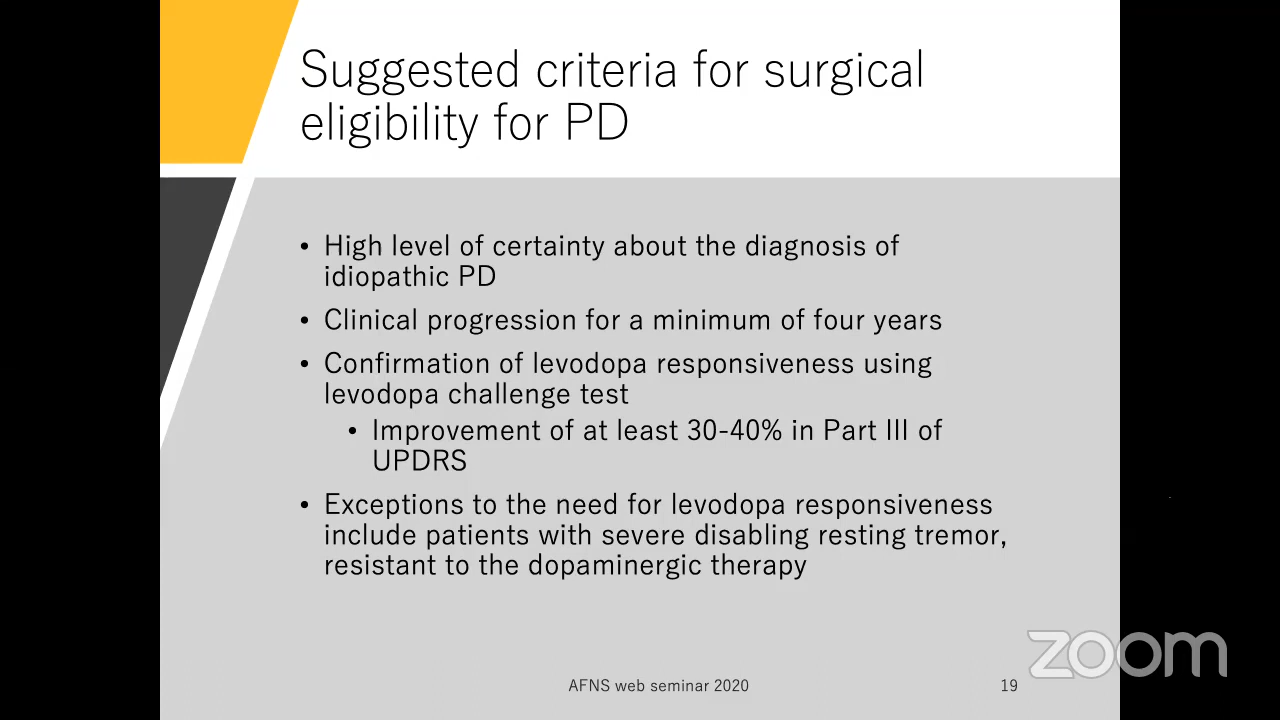 Suggested criteria for surgical
eligibility for PD
• High level of certainty about the diagnosis of
idiopathic PD
• Clinical progression for a minimum of four years
• Confirmation of levodopa responsiveness using
levodopa challenge test
• Improvement of at least 30-40% in Part III of
UPDRS
• Exceptions to the need for levodopa responsiveness
include patients with severe disabling resting tremor,
resistant to the dopaminergic therapy
zoom
AFNS web seminar 2020
19